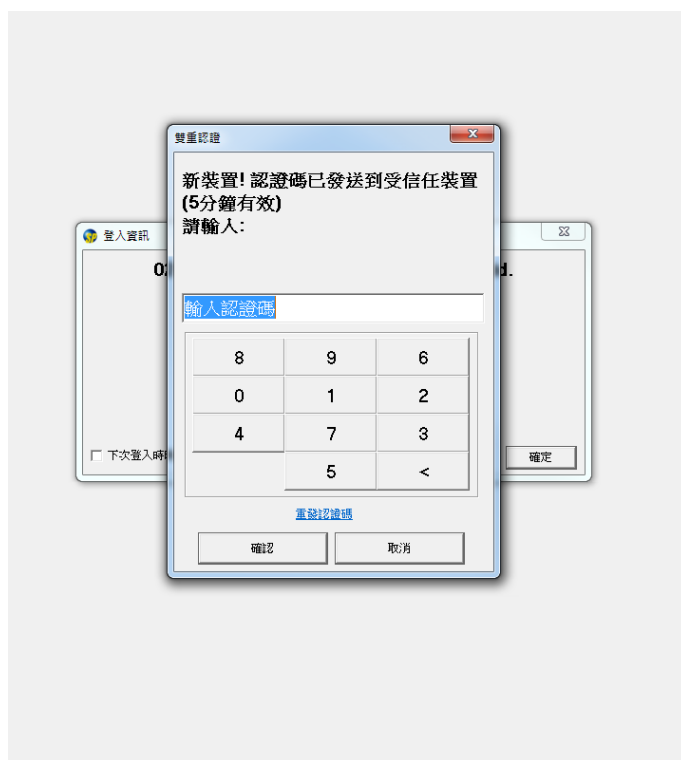 雙重認證
新裝置! 認證碼已發送到受信任裝置
(5分鐘有效)
請輸入:
登入資訊
輸入認證碼
8 9 6
0 1 2
4 7 3
5 <
下次登入時
確定
重發認證碼
確認 取消